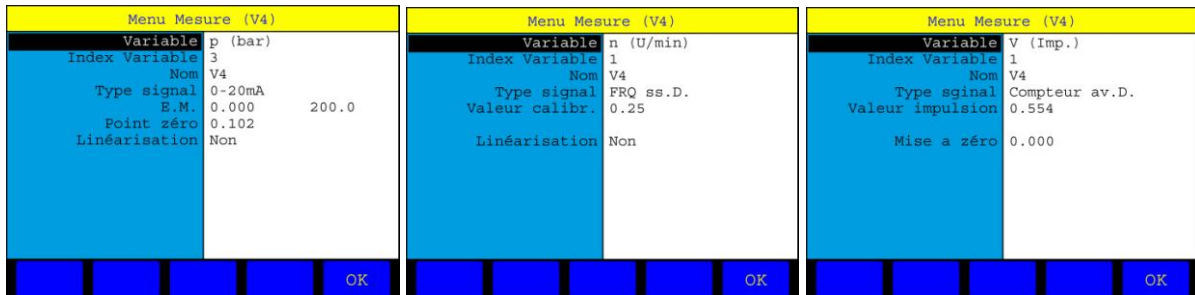 Menu Mesure (V4)
Variable p (bar)
Index Variable 3
Nom V4
Type signal 0-20mA
E.M. 0.000 200.0
Point zéro 0.102
Linéarisation Non
OK
Menu Mesure (V4)
Variable n (U/min)
Index Variable 1
Nom V4
Type signal FRQ ss.D.
Valeur calibr. 0.25
Linéarisation Non
OK
Menu Mesure (V4)
Variable V (Imp.)
Index Variable 1
Nom V4
Type sginal Compteur av.D.
Valeur impulsion 0.554
Mise a zéro 0.000
OK